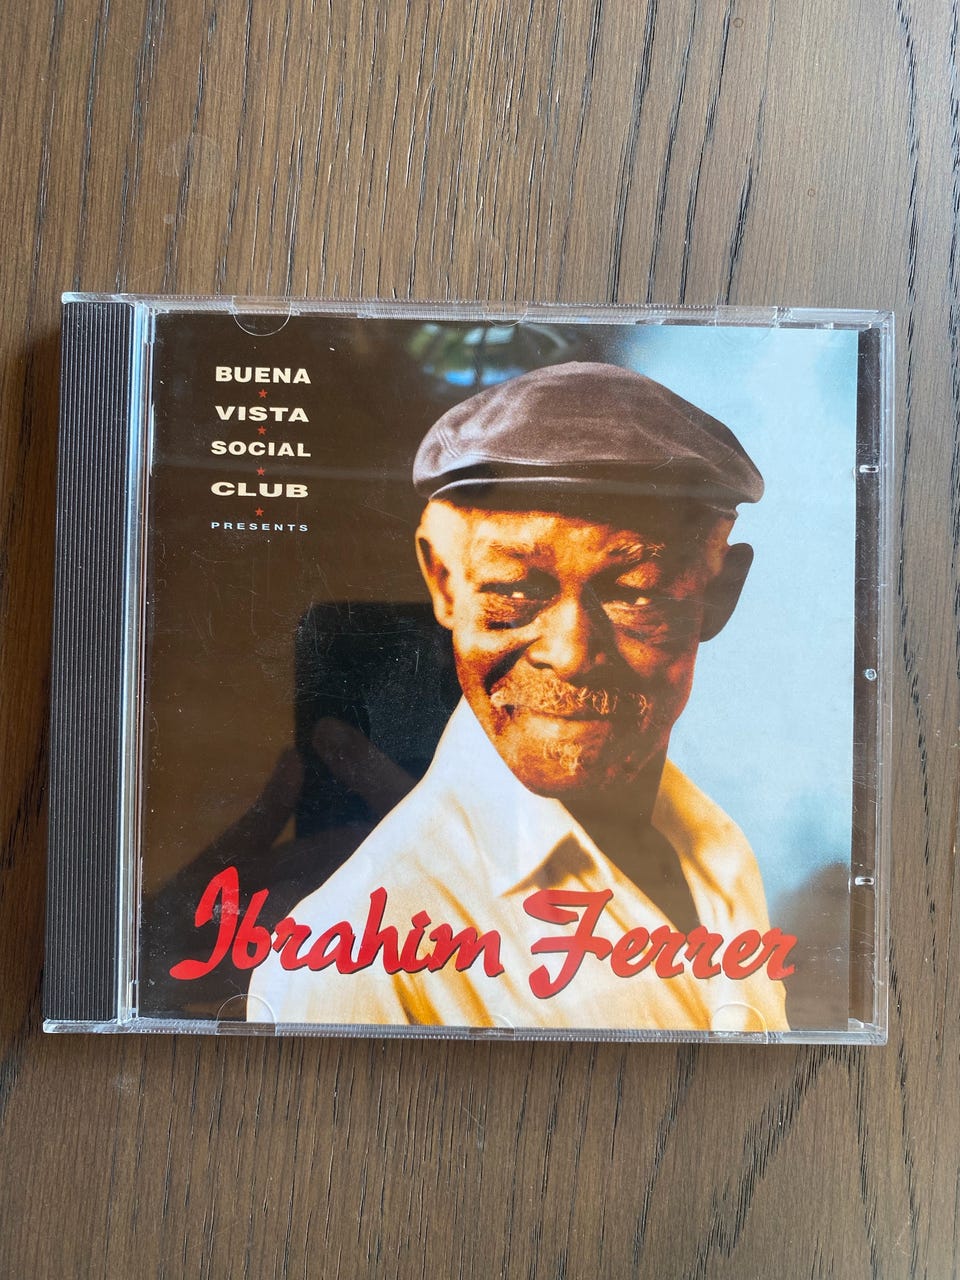 BUENA
VISTA
SOCIAL
CLUB
PRESENTS
Ibrahim Ferrer